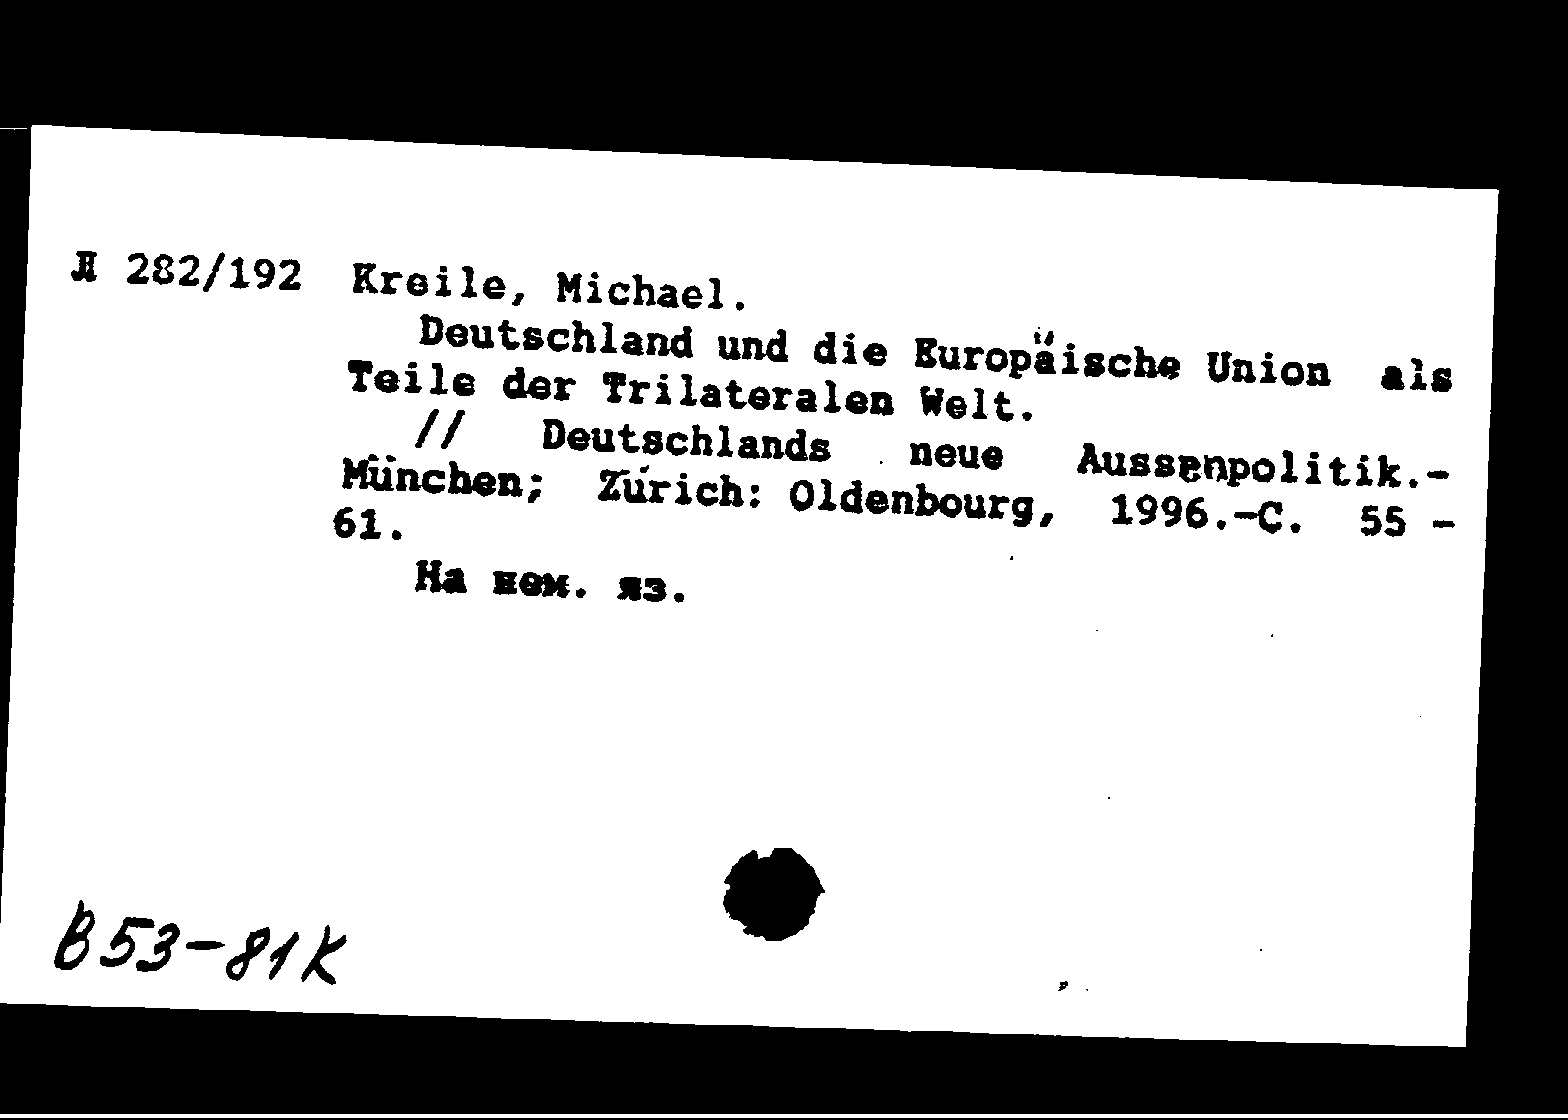 Л 282/192 Kreile, Michael.
Deutschland und die Europäische Union als
Teile der Trilateralen Welt.
// Deutschlands neue Aussenpolitik.-
München; Zürich: Oldenbourg, 1996.-С. 55 -
61.
На нем. яз.
В53-81К